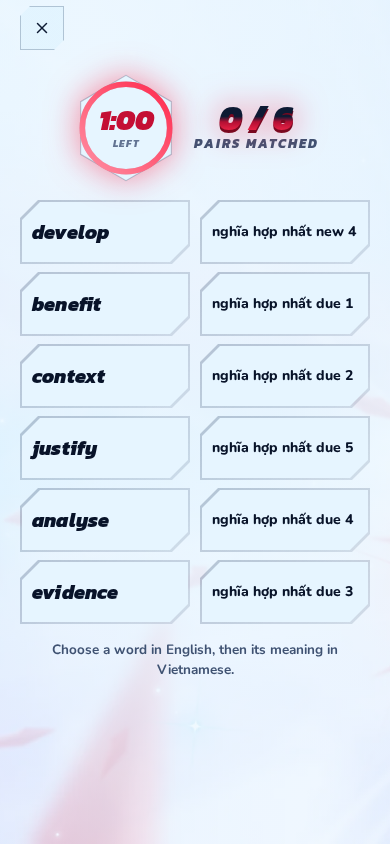 ×
1:00
LEFT
0/6
PAIRS MATCHED
develop
nghĩa hợp nhất new 4
benefit
nghĩa hợp nhất due 1
context
nghĩa hợp nhất due 2
justify
nghĩa hợp nhất due 5
analyse
nghĩa hợp nhất due 4
evidence
nghĩa hợp nhất due 3
Choose a word in English, then its meaning in
Vietnamese.